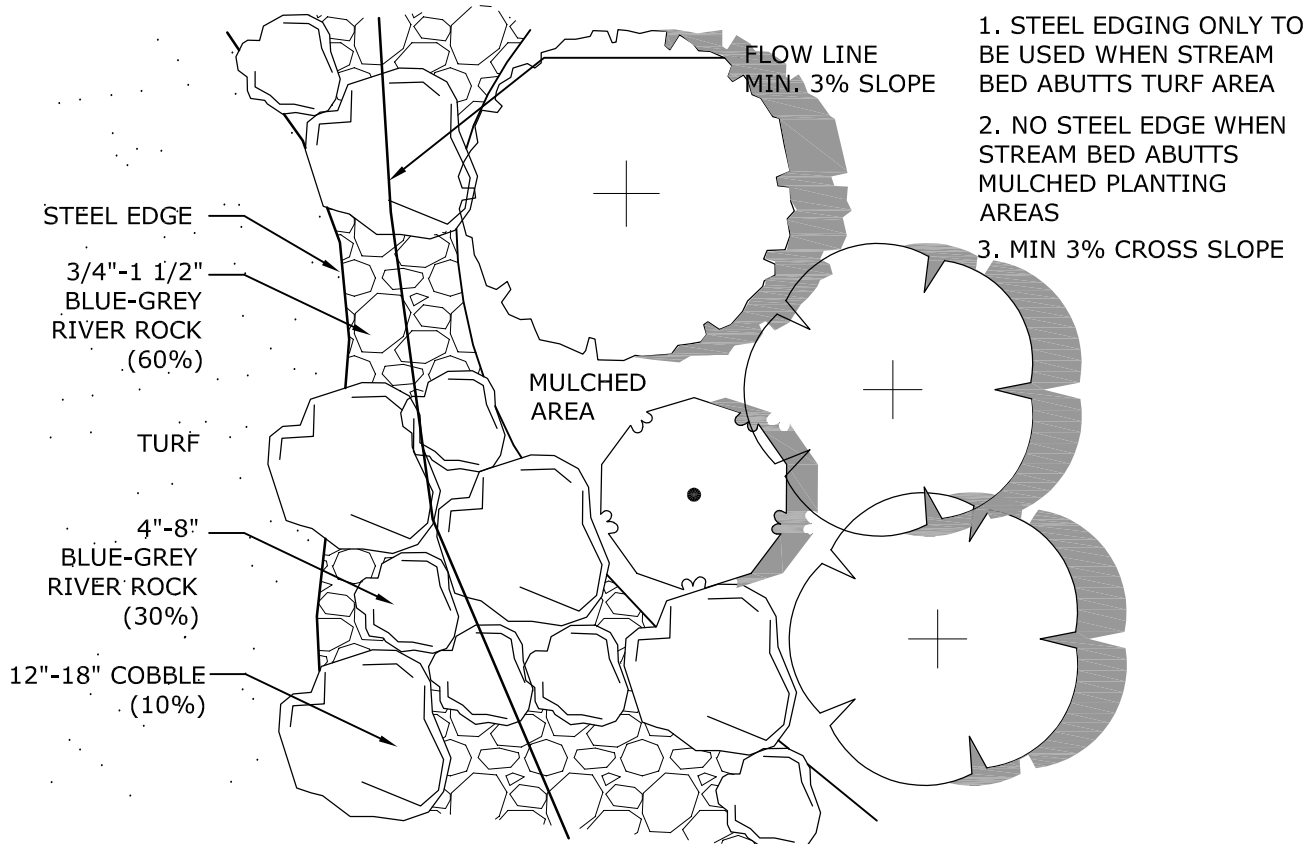 FLOW LINE
MIN. 3% SLOPE
1. STEEL EDGING ONLY TO
BE USED WHEN STREAM
BED ABUTTS TURF AREA
2. NO STEEL EDGE WHEN
STREAM BED ABUTTS
MULCHED PLANTING
AREAS
3. MIN 3% CROSS SLOPE
STEEL EDGE
3/4"-1 1/2"
BLUE-GREY
RIVER ROCK
(60%)
MULCHED
AREA
TURF
4"-8"
BLUE-GREY
RIVER ROCK
(30%)
12"-18" COBBLE
(10%)